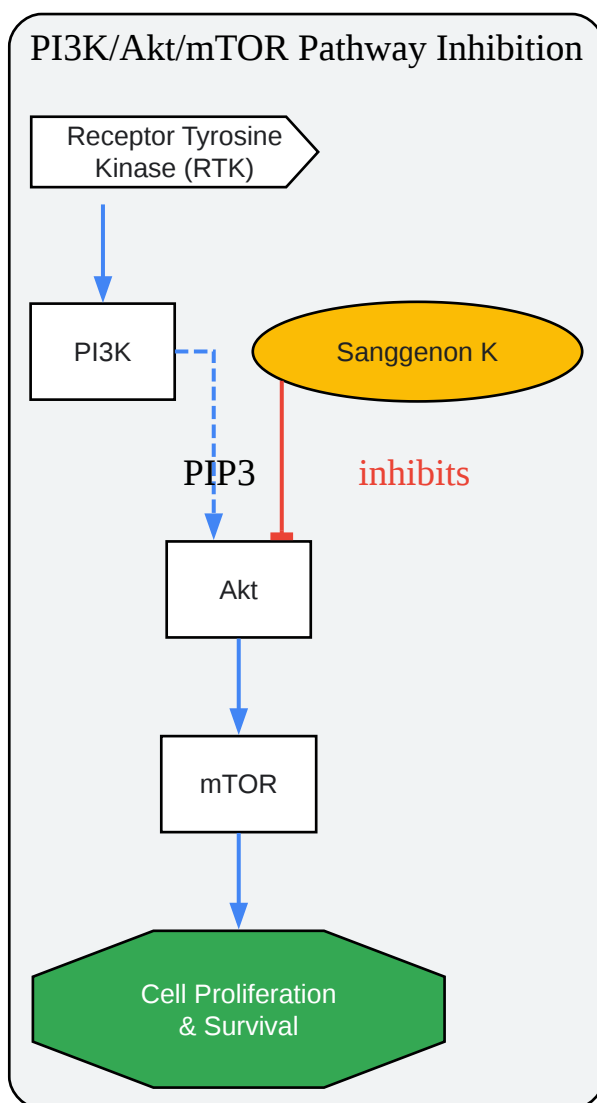 PI3K/Akt/mTOR Pathway Inhibition
Receptor Tyrosine
Kinase (RTK)
PI3K
Sanggenon K
PIP3
inhibits
Akt
mTOR
Cell Proliferation
& Survival